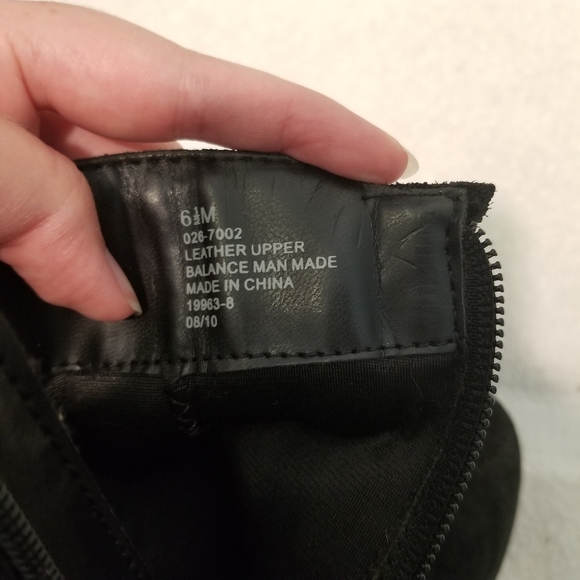 6½M
026-7002
LEATHER UPPER
BALANCE MAN MADE
MADE IN CHINA
19963-8
08/10